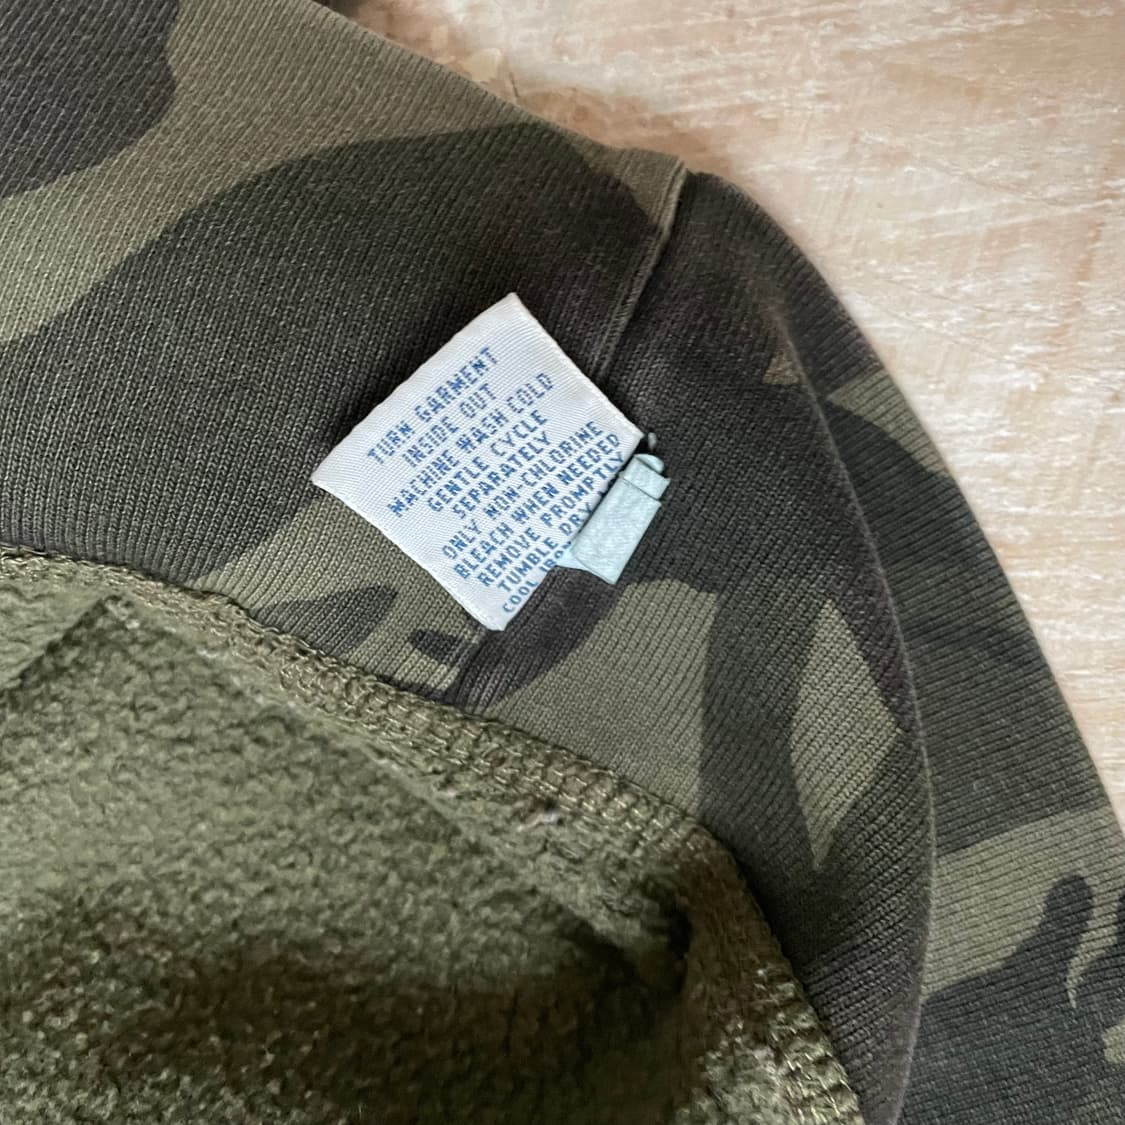 TURN GARMENT
INSIDE OUT
MACHINE WASH COLD
GENTLE CYCLE
SEPARATELY
ONLY NON-CHLORINE
BLEACH WHEN NEEDED
REMOVE PROMPTLY
TUMBLE DRY
COOL